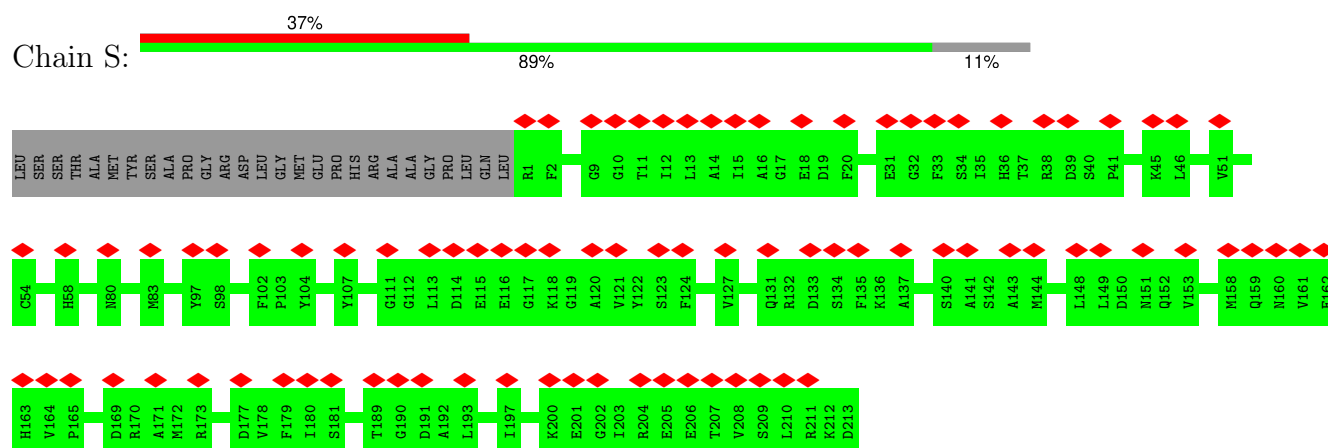 37%
Chain S:
89% 11%
LEU SER SER THR ALA MET TYR SER ALA PRO GLY ARG ASP LEU GLY MET GLU PRO HIS ARG ALA ALA GLY PRO LEU GLN LEU R1 F2 G9 G10 T11 I12 L13 A14 I15 A16 G17 E18 D19 F20 E31 G32 F33 S34 I35 H36 T37 R38 D39 S40 P41 K45 L46 V51
C54 H58 N80 M83 Y97 S98 F102 P103 Y104 Y107 G111 G112 L113 D114 E115 E116 G117 K118 G119 A120 V121 Y122 S123 F124 V127 Q131 R132 D133 S134 F135 K136 A137 S140 A141 S142 A143 M144 L148 L149 D150 N151 Q152 V153 M158 Q159 N160 V161 E162
H163 V164 P165 D169 R170 A171 M172 R173 D177 V178 F179 I180 S181 T189 G190 D191 A192 L193 I197 K200 E201 G202 I203 R204 E205 E206 T207 V208 S209 L210 R211 K212 D213